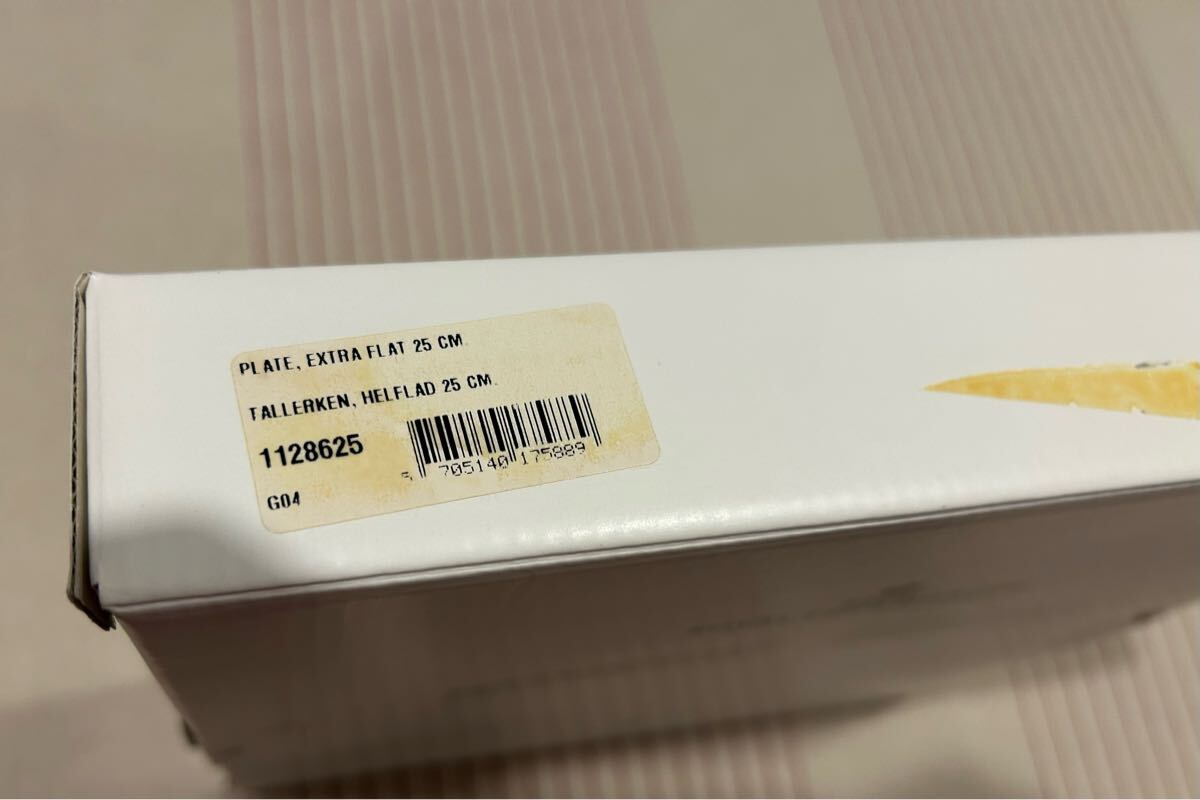 PLATE, EXTRA FLAT 25 CM.
TALLERKEN, HELFLAD 25 CM.
1128625
5 705140 175889
G04